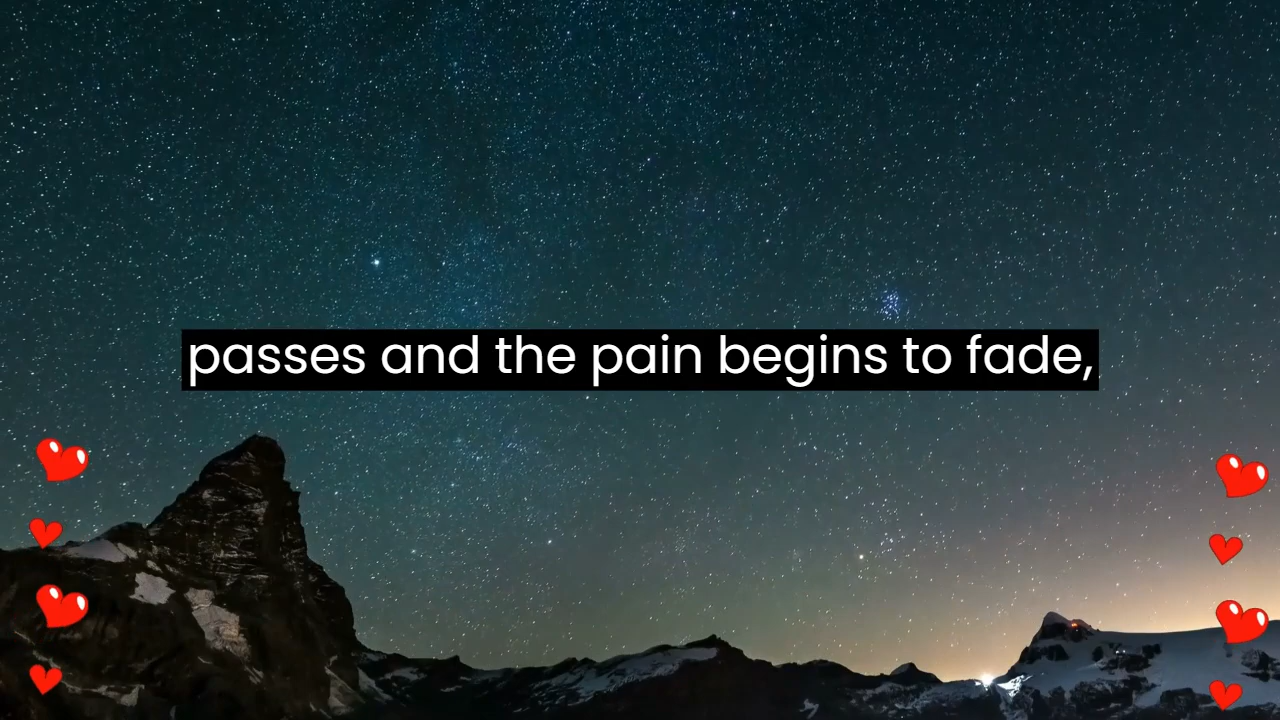 passes and the pain begins to fade,